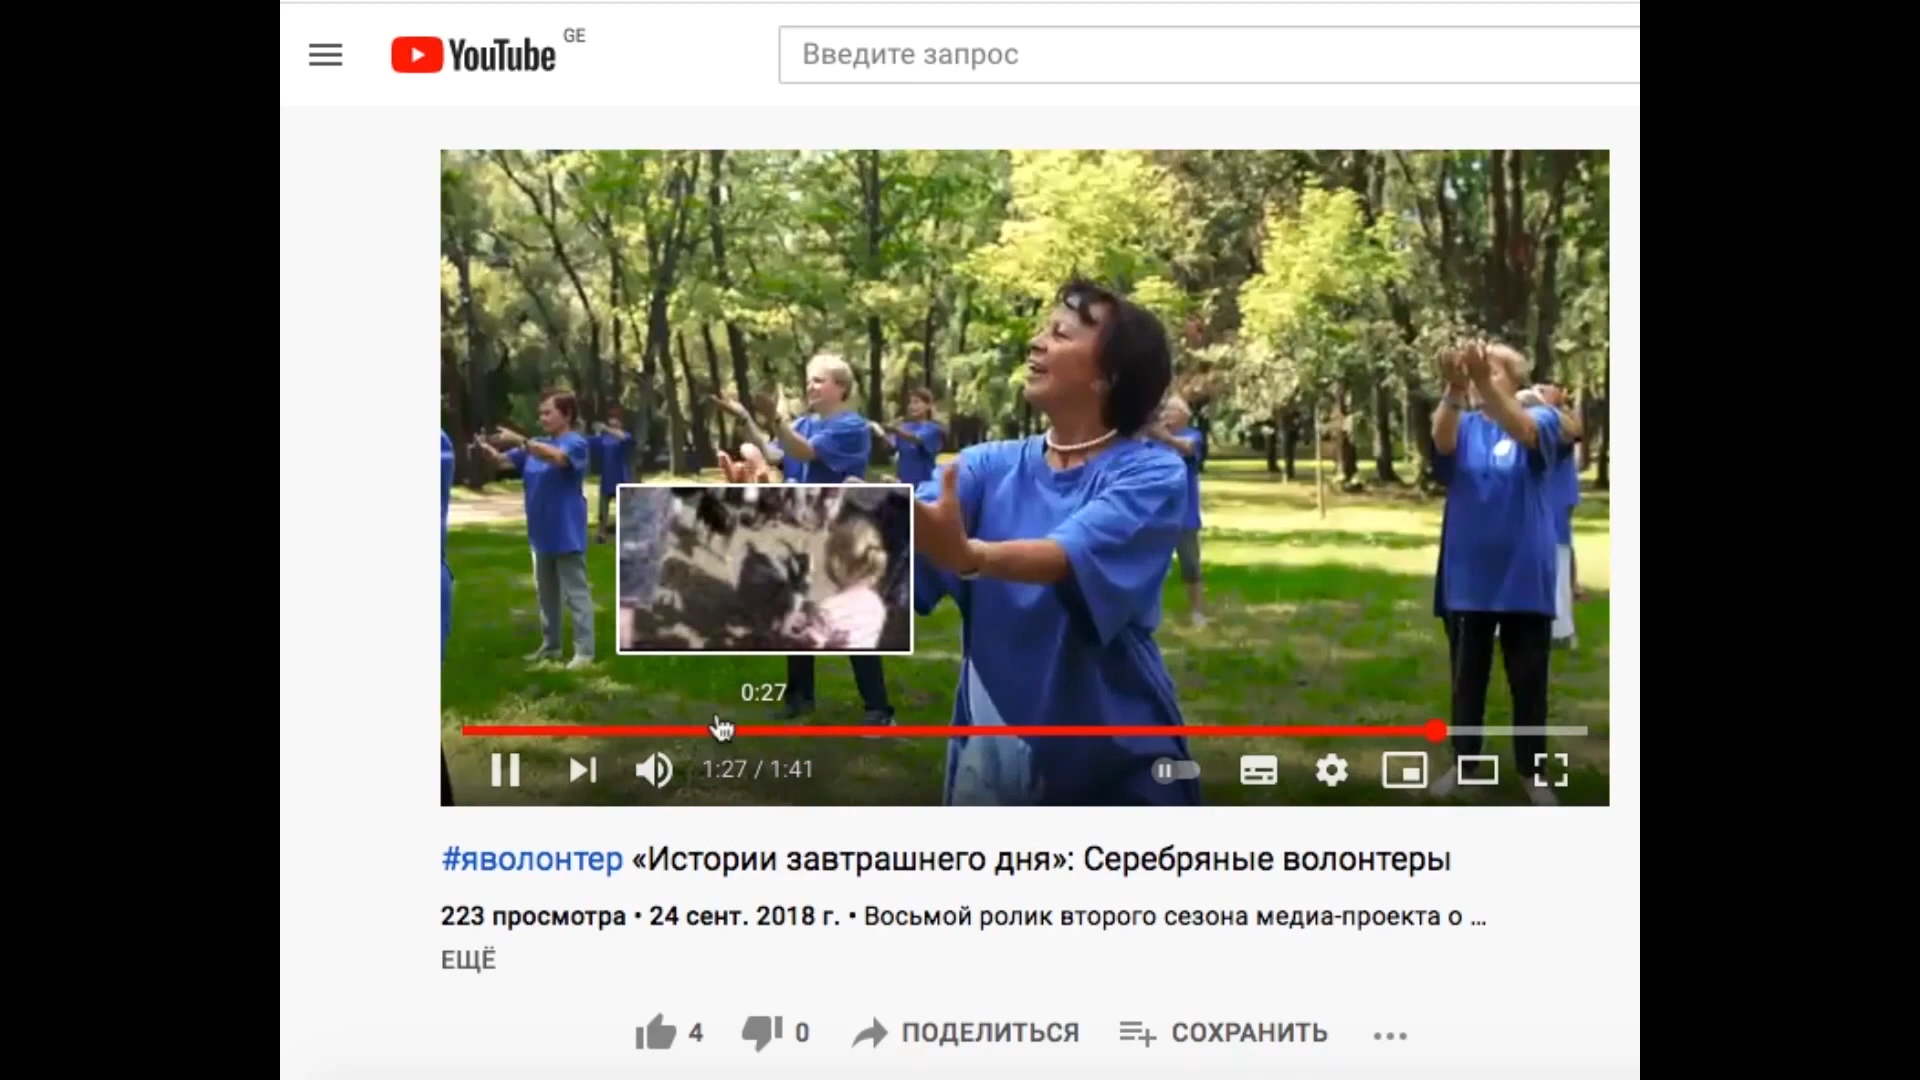 YouTube GE
Введите запрос
0:27
1:27 / 1:41
#яволонтер «Истории завтрашнего дня»: Серебряные волонтеры
223 просмотра • 24 сент. 2018 г. • Восьмой ролик второго сезона медиа-проекта о ...
ЕЩЁ
4 0 ПОДЕЛИТЬСЯ СОХРАНИТЬ